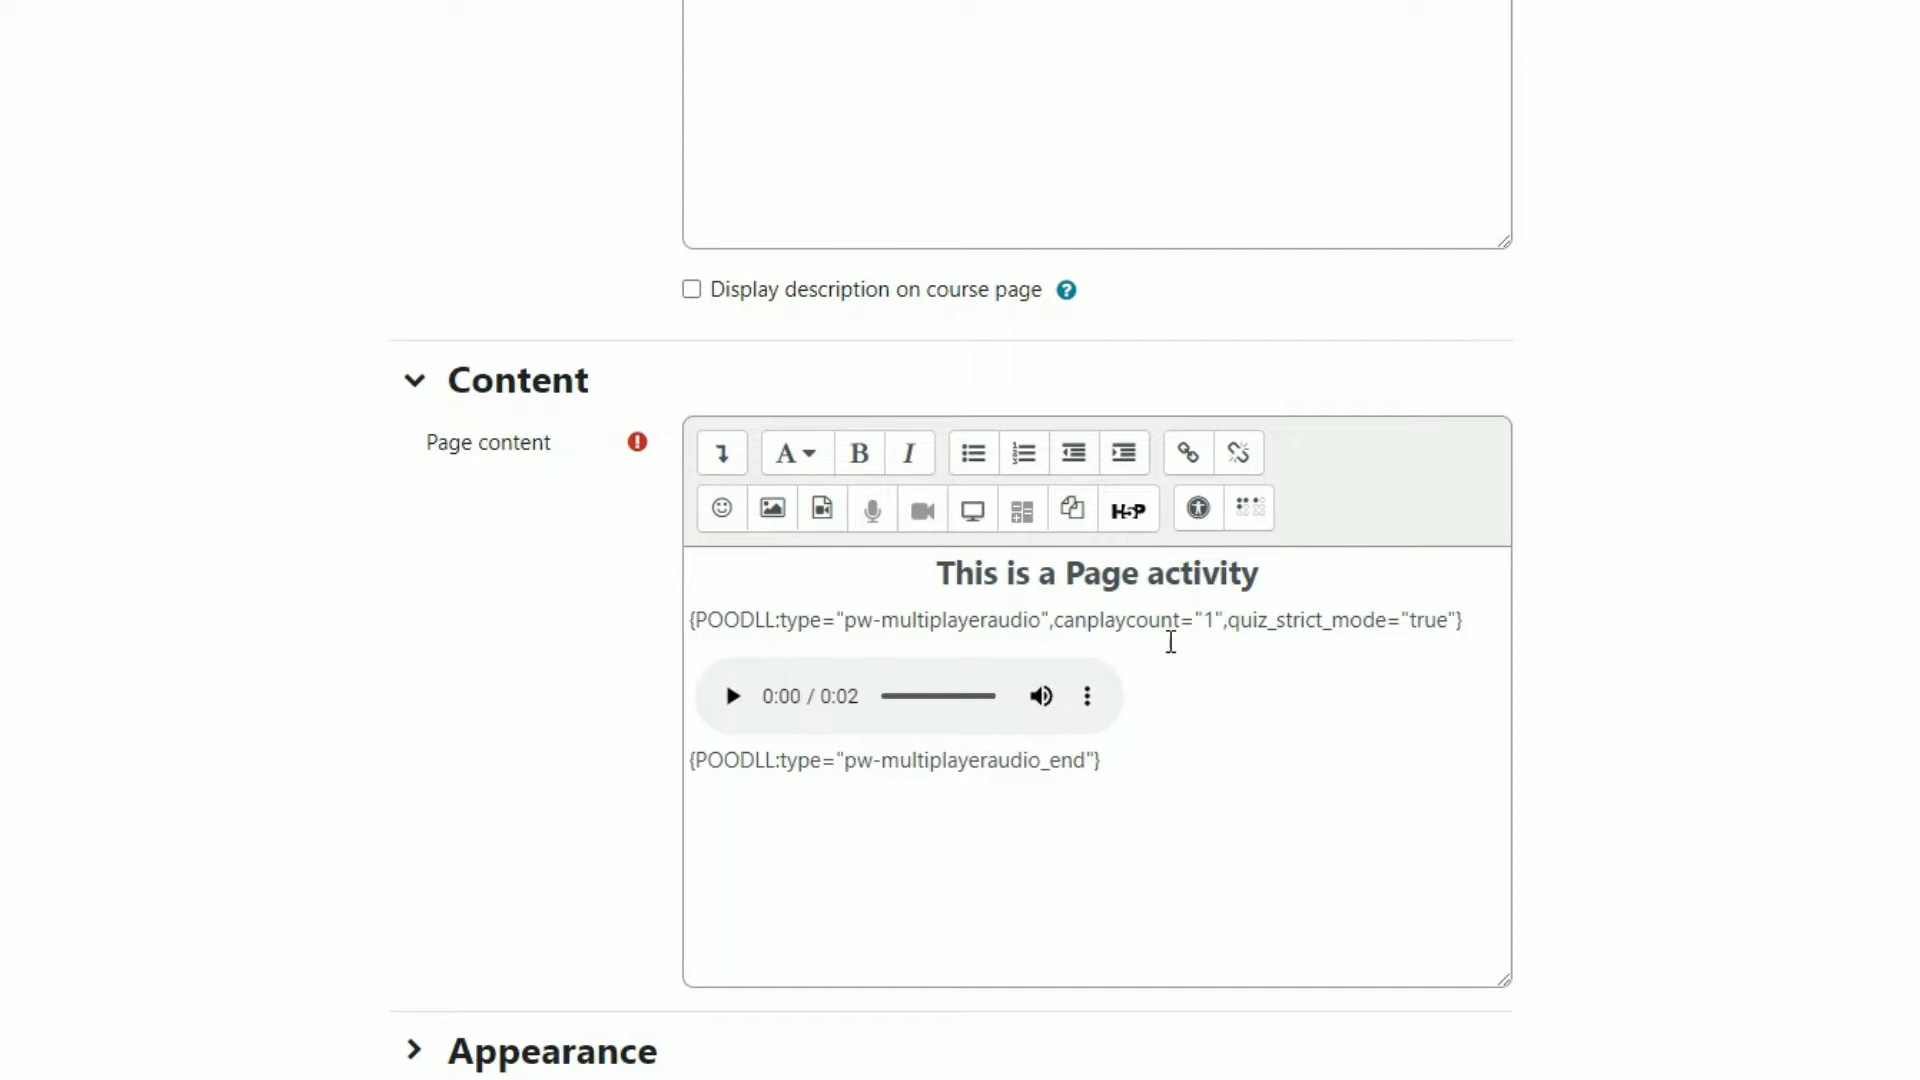 Display description on course page
Content
Page content
A B I
H5P
This is a Page activity
{POODLL:type="pw-multiplayeraudio",canplaycount="1",quiz_strict_mode="true"}
0:00 / 0:02
{POODLL:type="pw-multiplayeraudio_end"}
Appearance